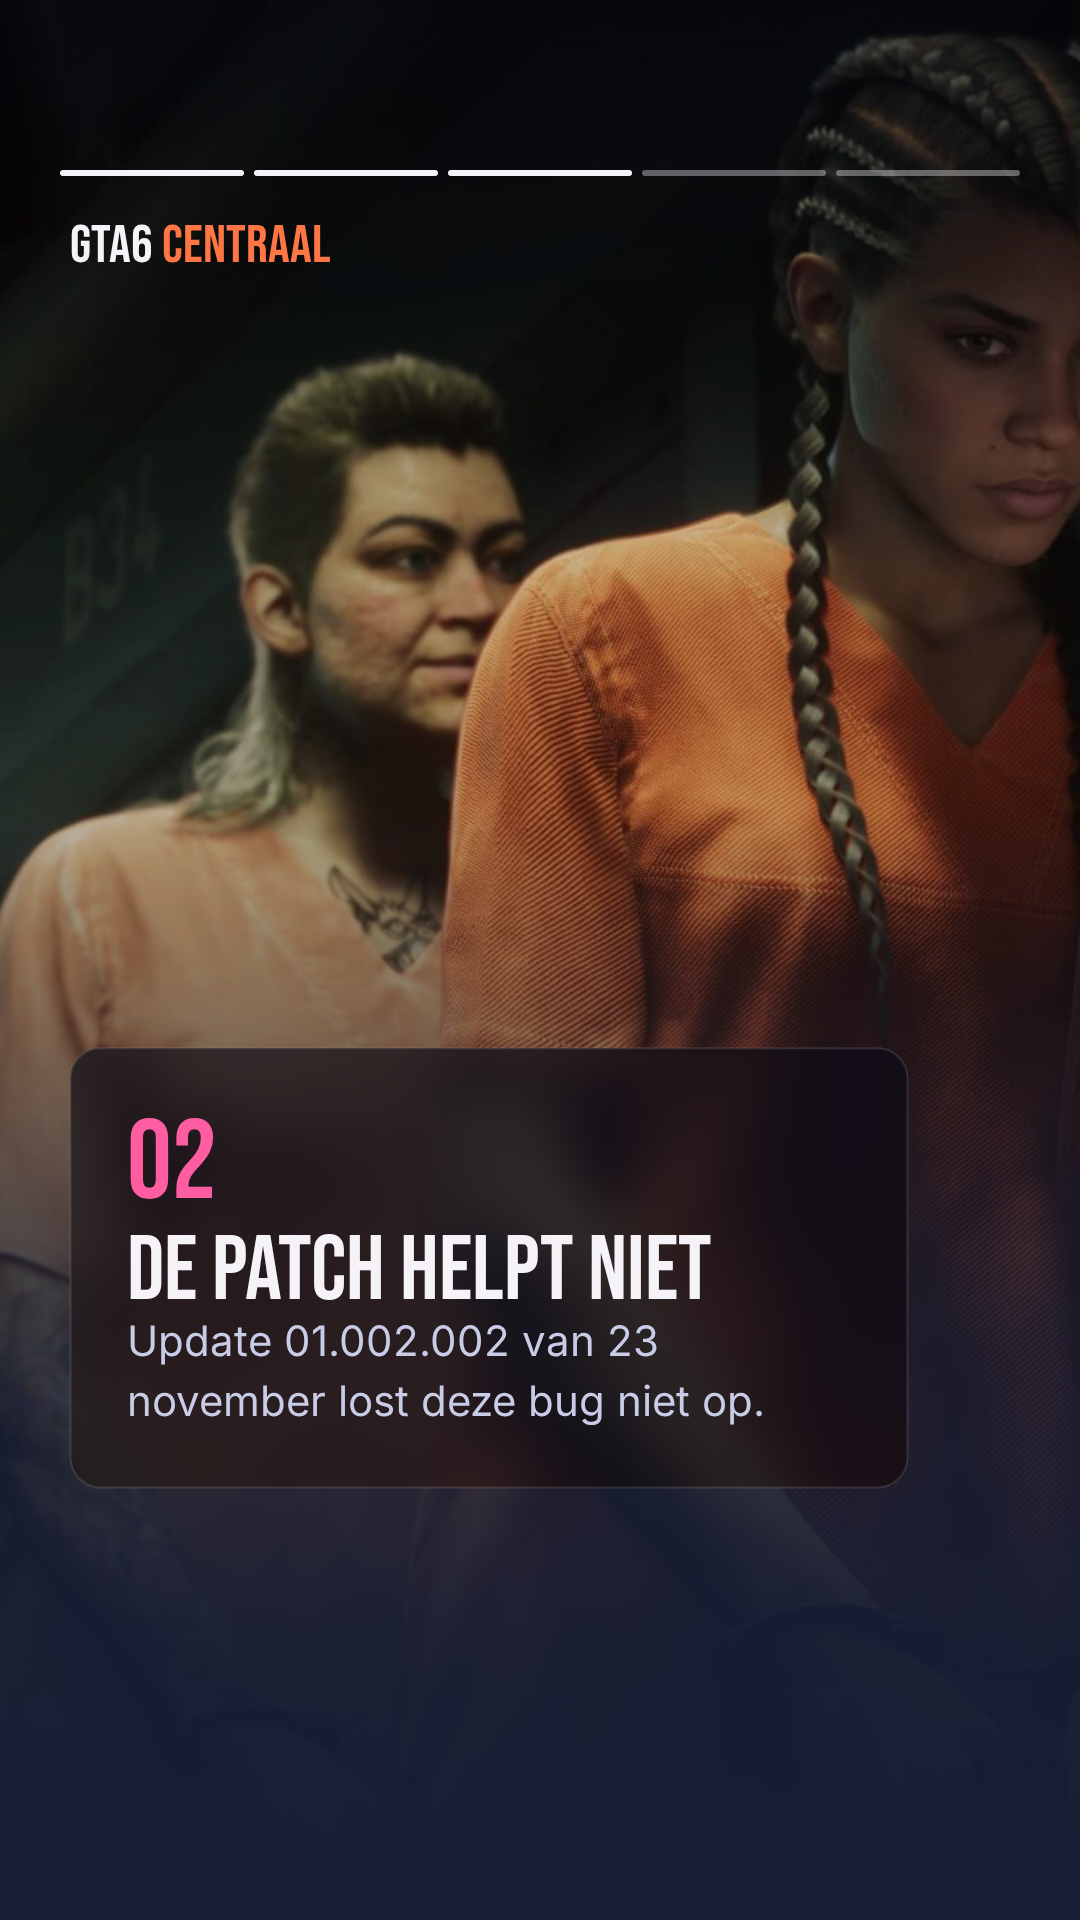 GTA6 CENTRAAL
B34
02
DE PATCH HELPT NIET
Update 01.002.002 van 23
november lost deze bug niet op.